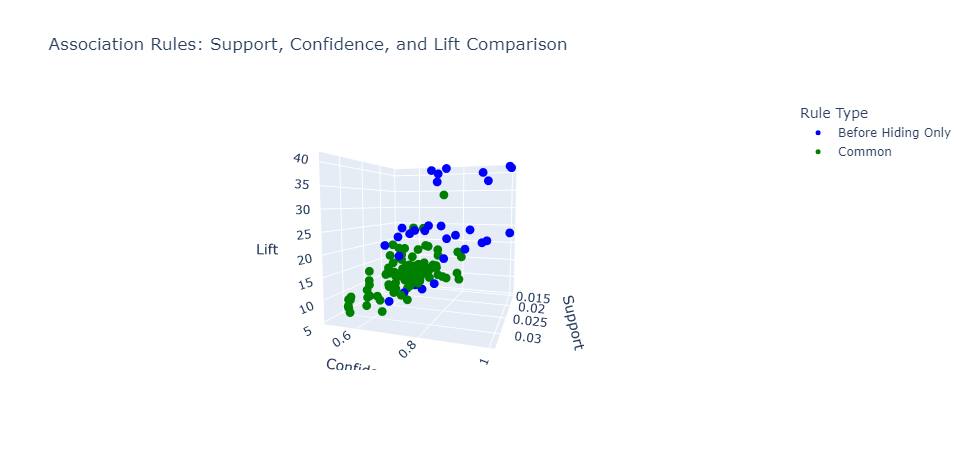 Association Rules: Support, Confidence, and Lift Comparison
Rule Type
Before Hiding Only
Common
40
35
30
25
20
15
10
5
Lift
0.6
0.8
1
0.015
0.02
0.025
0.03
Support